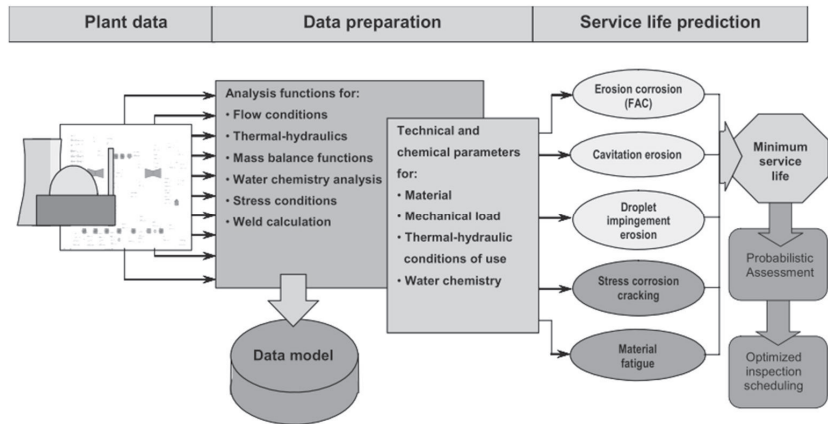 Plant data
Data preparation
Service life prediction
Analysis functions for:
• Flow conditions
• Thermal-hydraulics
• Mass balance functions
• Water chemistry analysis
• Stress conditions
• Weld calculation
Data model
Technical and
chemical parameters
for:
• Material
• Mechanical load
• Thermal-hydraulic
conditions of use
• Water chemistry
Erosion corrosion
(FAC)
Cavitation erosion
Droplet
impingement
erosion
Stress corrosion
cracking
Material
fatigue
Minimum
service
life
Probabilistic
Assessment
Optimized
inspection
scheduling